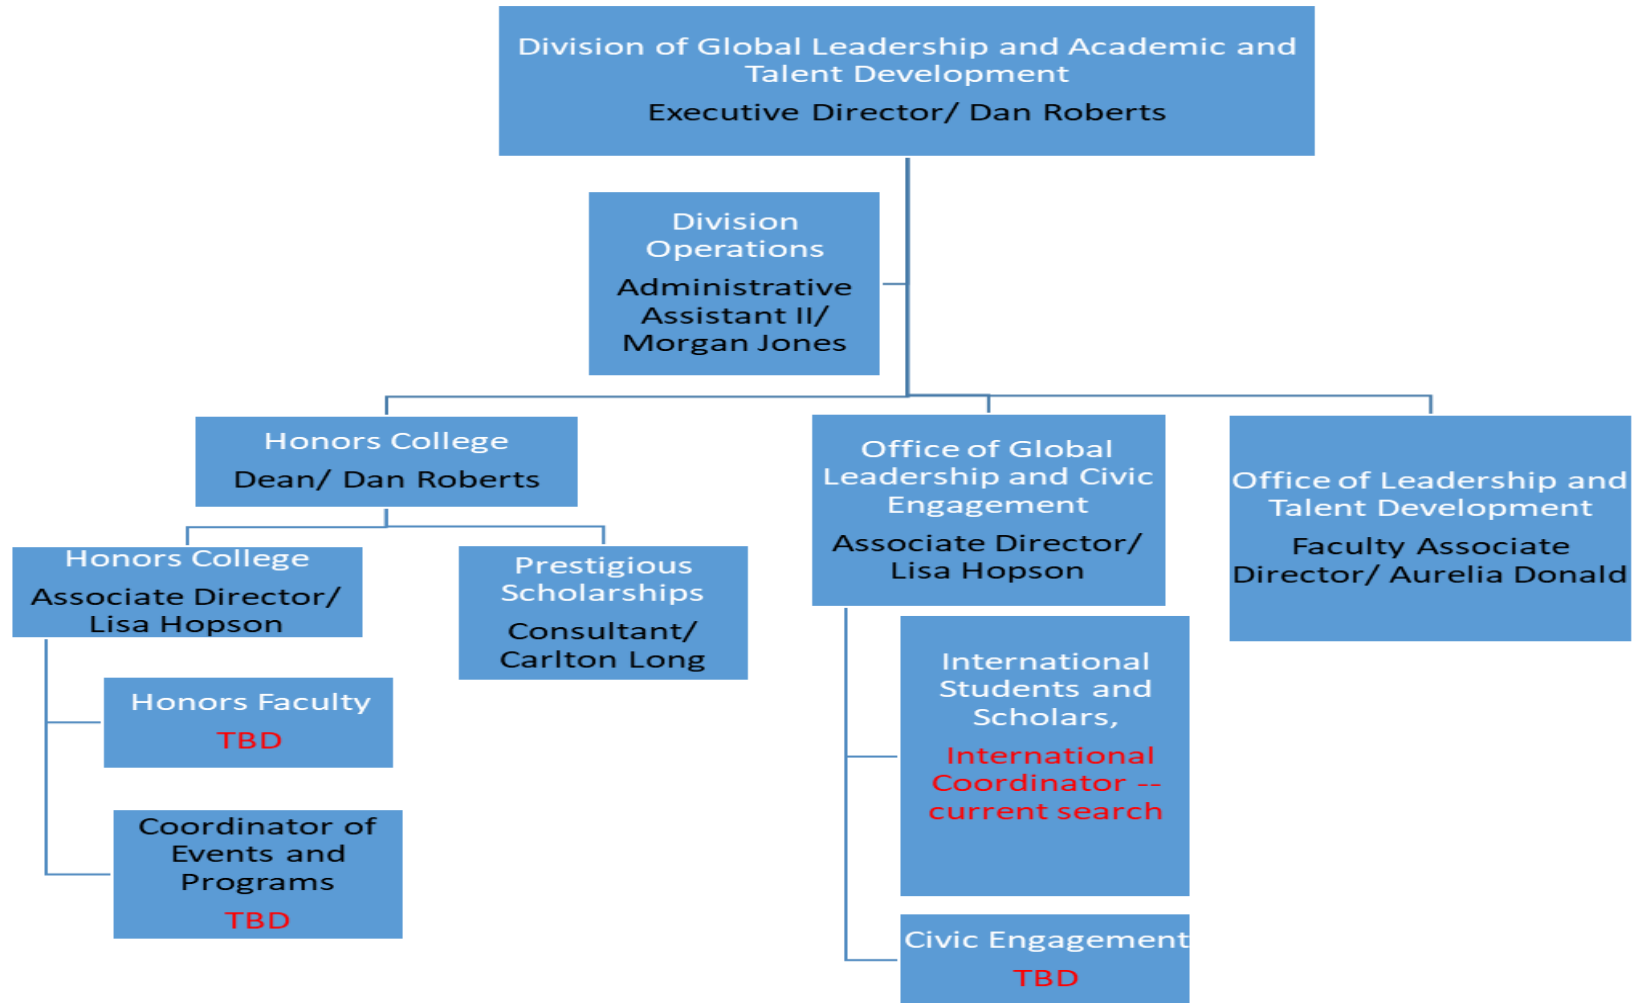 Division of Global Leadership and Academic and
Talent Development
Executive Director/ Dan Roberts
Division
Operations
Administrative
Assistant II/
Morgan Jones
Honors College
Dean/ Dan Roberts
Office of Global
Leadership and Civic
Engagement
Associate Director/
Lisa Hopson
Office of Leadership and
Talent Development
Faculty Associate
Director/ Aurelia Donald
Honors College
Associate Director/
Lisa Hopson
Prestigious
Scholarships
Consultant/
Carlton Long
Honors Faculty
TBD
Coordinator of
Events and
Programs
TBD
International
Students and
Scholars,
International
Coordinator --
current search
Civic Engagement
TBD